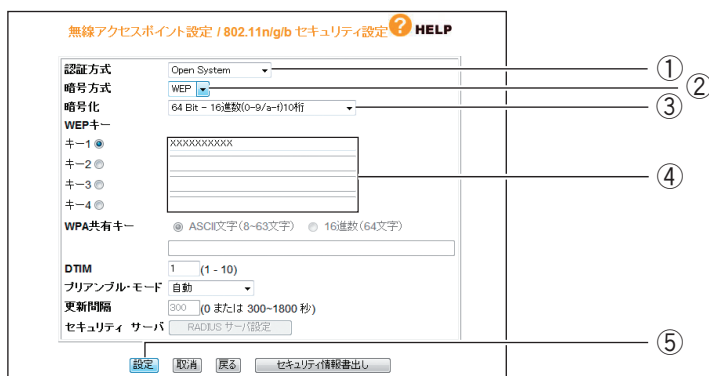 無線アクセスポイント設定 / 802.11n/g/b セキュリティ設定 ? HELP
認証方式 Open System ①
暗号方式 WEP ②
暗号化 64 Bit - 16進数(0-9/a-f)10桁 ③
WEPキー
キー1 XXXXXXXXXX
キー2
キー3 ④
キー4
WPA共有キー ASCII文字(8~63文字) 16進数(64文字)
DTIM 1 (1 - 10)
プリアンブル・モード 自動
更新間隔 300 (0 または 300~1800 秒)
セキュリティ サーバ RADIUS サーバ設定
⑤
設定 取消 戻る セキュリティ情報書出し